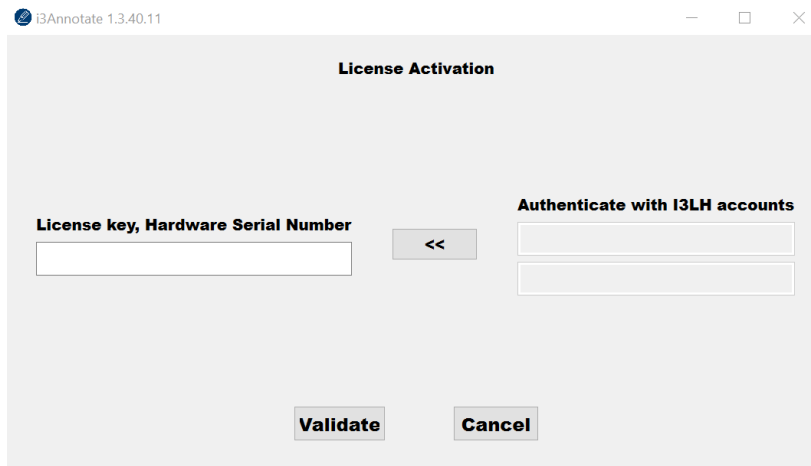 i3Annotate 1.3.40.11
License Activation
Authenticate with I3LH accounts
License key, Hardware Serial Number
<<
Validate
Cancel